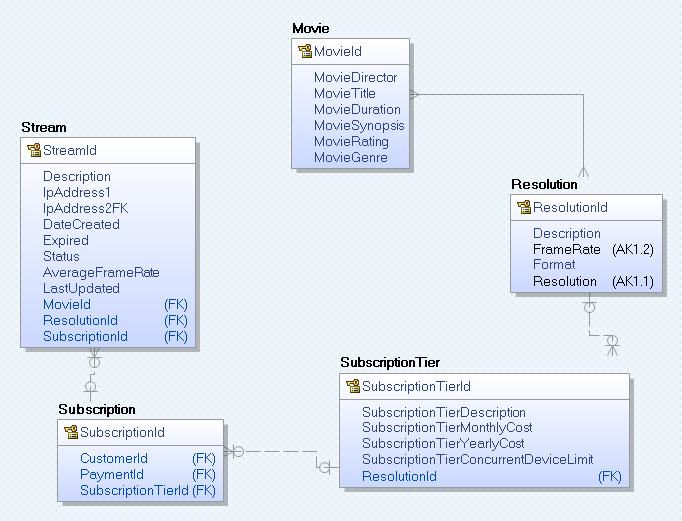 Movie
MovieId
MovieDirector
MovieTitle
MovieDuration
MovieSynopsis
MovieRating
MovieGenre
Stream
StreamId
Description
IpAddress1
IpAddress2FK
DateCreated
Expired
Status
AverageFrameRate
LastUpdated
MovieId (FK)
ResolutionId (FK)
SubscriptionId (FK)
Resolution
ResolutionId
Description
FrameRate (AK1.2)
Format
Resolution (AK1.1)
SubscriptionTier
SubscriptionTierId
SubscriptionTierDescription
SubscriptionTierMonthlyCost
SubscriptionTierYearlyCost
SubscriptionTierConcurrentDeviceLimit
ResolutionId (FK)
Subscription
SubscriptionId
CustomerId (FK)
PaymentId (FK)
SubscriptionTierId (FK)